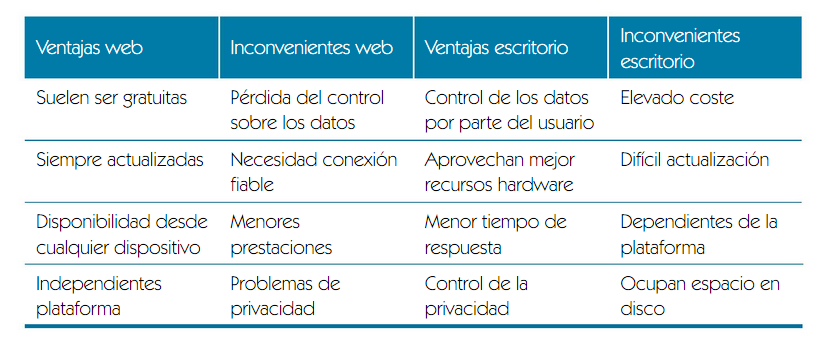 Ventajas web
Inconvenientes web
Ventajas escritorio
Inconvenientes
escritorio
Suelen ser gratuitas
Pérdida del control
sobre los datos
Control de los datos
por parte del usuario
Elevado coste
Siempre actualizadas
Necesidad conexión
fiable
Aprovechan mejor
recursos hardware
Difícil actualización
Disponibilidad desde
cualquier dispositivo
Menores
prestaciones
Menor tiempo de
respuesta
Dependientes de la
plataforma
Independientes
plataforma
Problemas de
privacidad
Control de la
privacidad
Ocupan espacio en
disco